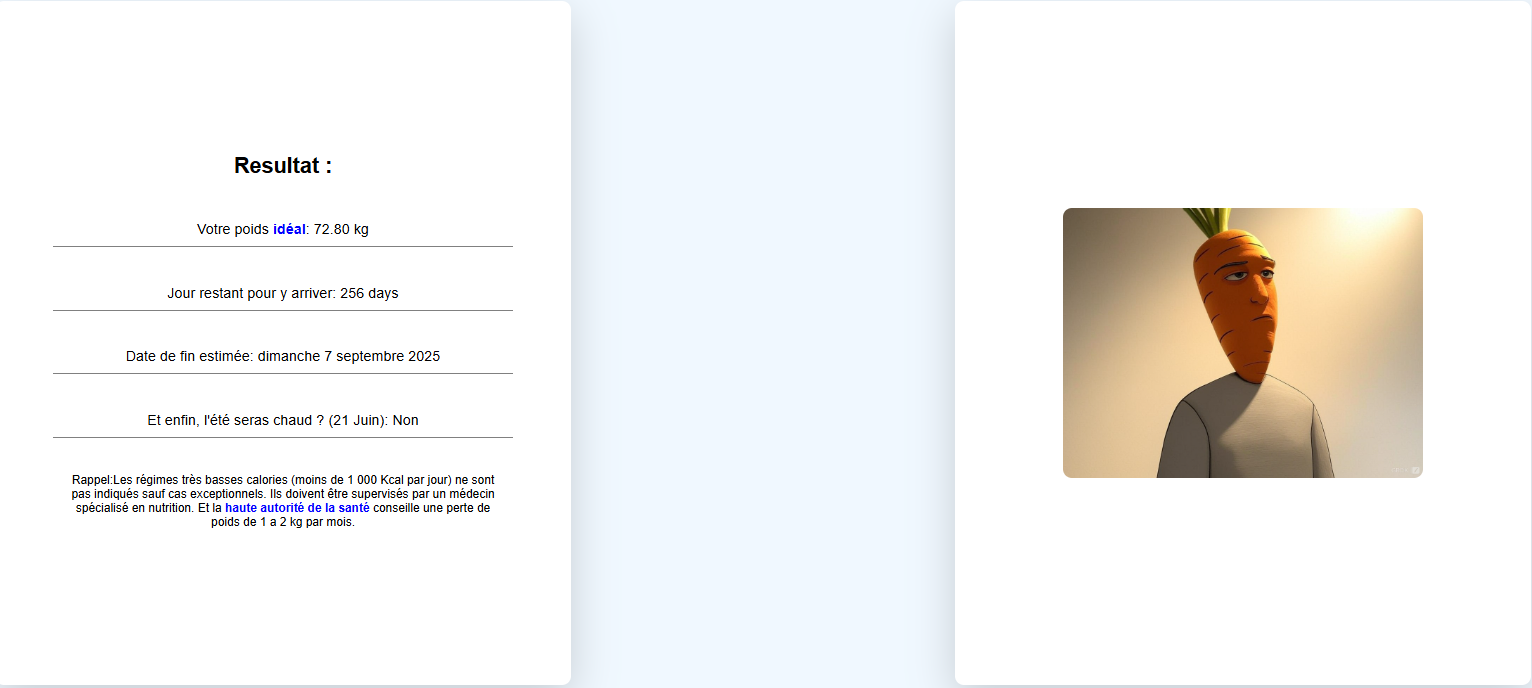 Resultat :
Votre poids idéal: 72.80 kg
Jour restant pour y arriver: 256 days
Date de fin estimée: dimanche 7 septembre 2025
Et enfin, l'été seras chaud ? (21 Juin): Non
Rappel:Les régimes très basses calories (moins de 1 000 Kcal par jour) ne sont
pas indiqués sauf cas exceptionnels. Ils doivent être supervisés par un médecin
spécialisé en nutrition. Et la haute autorité de la santé conseille une perte de
poids de 1 a 2 kg par mois.